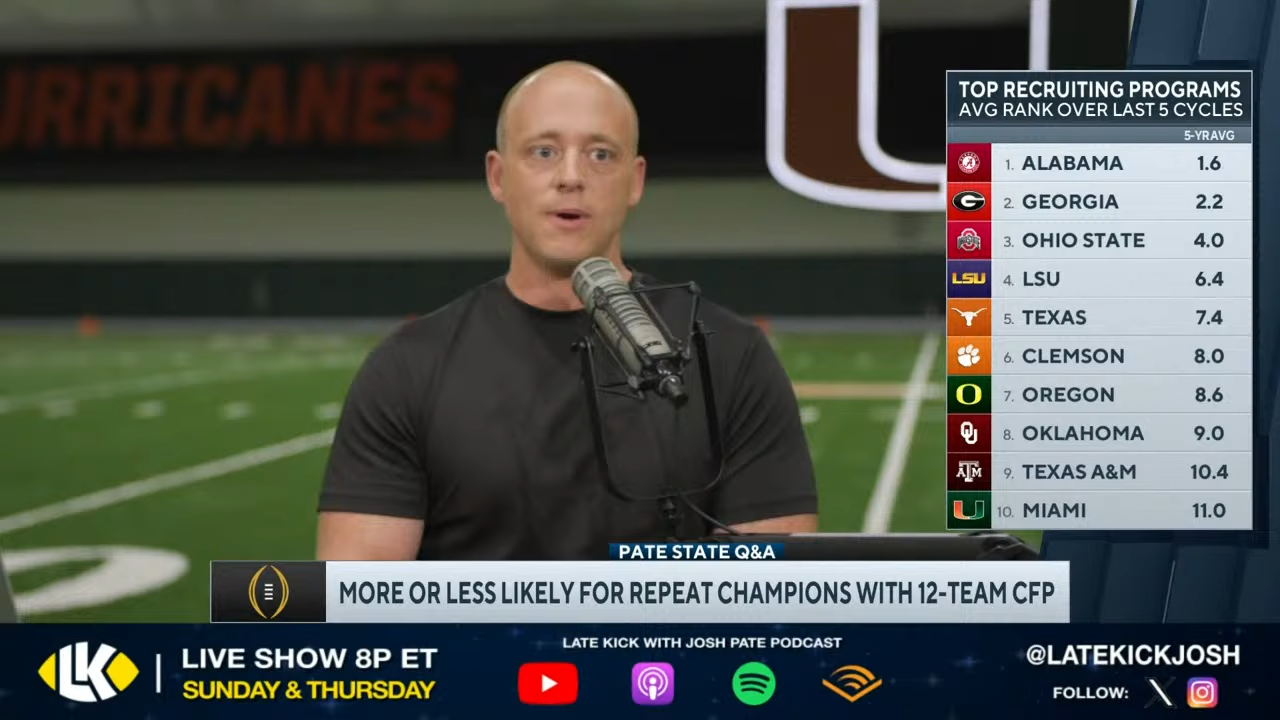 URRICANES
U
TOP RECRUITING PROGRAMS
AVG RANK OVER LAST 5 CYCLES
5-YR AVG
1. ALABAMA 1.6
G 2. GEORGIA 2.2
3. OHIO STATE 4.0
LSU 4. LSU 6.4
5. TEXAS 7.4
6. CLEMSON 8.0
O 7. OREGON 8.6
OU 8. OKLAHOMA 9.0
ATM 9. TEXAS A&M 10.4
U 10. MIAMI 11.0
PATE STATE Q&A
MORE OR LESS LIKELY FOR REPEAT CHAMPIONS WITH 12-TEAM CFP
LK
LIVE SHOW 8P ET
SUNDAY & THURSDAY
LATE KICK WITH JOSH PATE PODCAST
@LATEKICKJOSH
FOLLOW: X